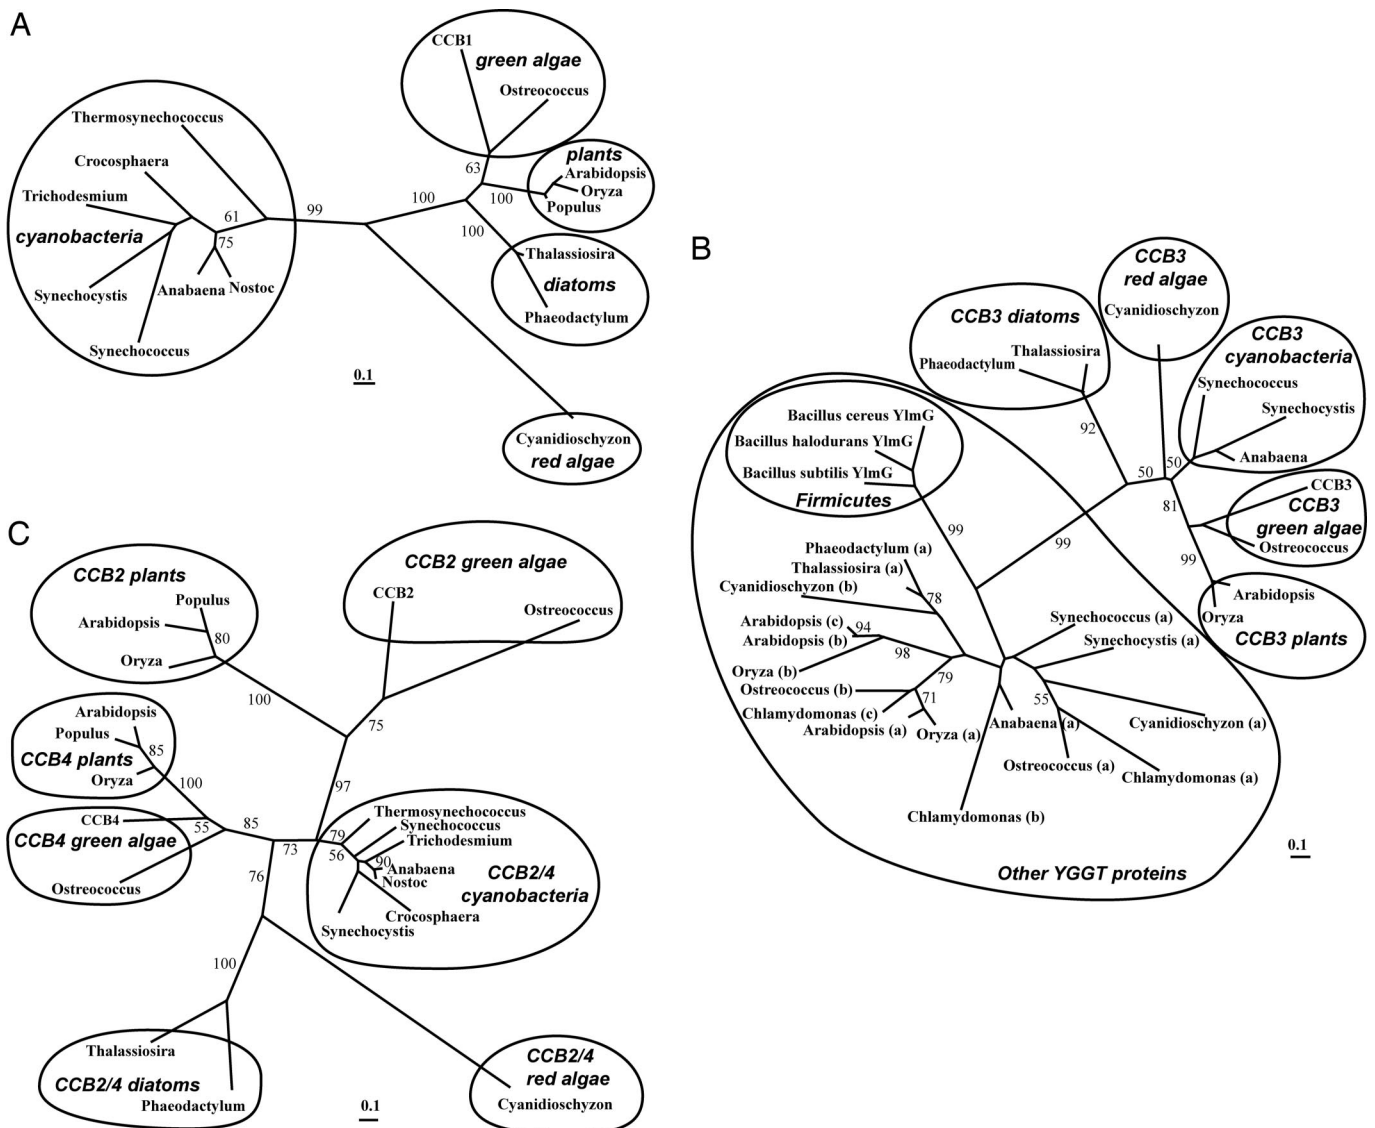 A
CCB1
green algae
Ostreococcus
Thermosynechococcus
Crocosphaera
Trichodesmium
cyanobacteria
Synechocystis
Synechococcus
Anabaena
Nostoc
61
75
99
100
63
100
100
plants
Arabidopsis
Oryza
Populus
Thalassiosira
diatoms
Phaeodactylum
0.1
Cyanidioschyzon
red algae
B
CCB3
red algae
Cyanidioschyzon
CCB3 diatoms
Thalassiosira
Phaeodactylum
CCB3
cyanobacteria
Synechococcus
Synechocystis
Anabaena
92
50
50
81
99
CCB3
CCB3
green algae
Ostreococcus
Arabidopsis
Oryza
CCB3 plants
Bacillus cereus YlmG
Bacillus halodurans YlmG
Bacillus subtilis YlmG
Firmicutes
99
99
Phaeodactylum (a)
Thalassiosira (a)
Cyanidioschyzon (b)
78
Arabidopsis (c)
94
Arabidopsis (b)
98
Oryza (b)
79
Ostreococcus (b)
71
Chlamydomonas (c)
Arabidopsis (a)
Oryza (a)
Synechococcus (a)
Synechocystis (a)
55
Anabaena (a)
Cyanidioschyzon (a)
Ostreococcus (a)
Chlamydomonas (a)
Chlamydomonas (b)
Other YGGT proteins
0.1
C
CCB2 plants
Populus
Arabidopsis
80
Oryza
100
CCB2 green algae
CCB2
Ostreococcus
75
97
Arabidopsis
Populus
85
CCB4 plants
Oryza
100
CCB4
55
85
CCB4 green algae
Ostreococcus
73
76
79
56
90
Thermosynechococcus
Synechococcus
Trichodesmium
Anabaena
Nostoc
CCB2/4
cyanobacteria
Crocosphaera
Synechocystis
100
Thalassiosira
CCB2/4 diatoms
Phaeodactylum
0.1
CCB2/4
red algae
Cyanidioschyzon